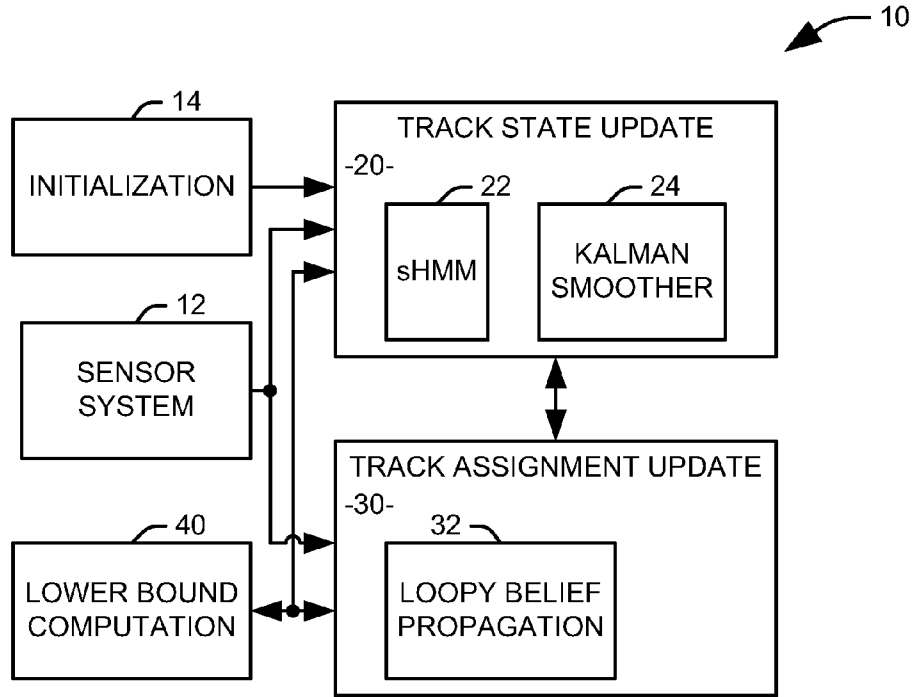 10
14
INITIALIZATION
TRACK STATE UPDATE
-20-
22
sHMM
24
KALMAN
SMOOTHER
12
SENSOR
SYSTEM
TRACK ASSIGNMENT UPDATE
-30-
32
LOOPY BELIEF
PROPAGATION
40
LOWER BOUND
COMPUTATION